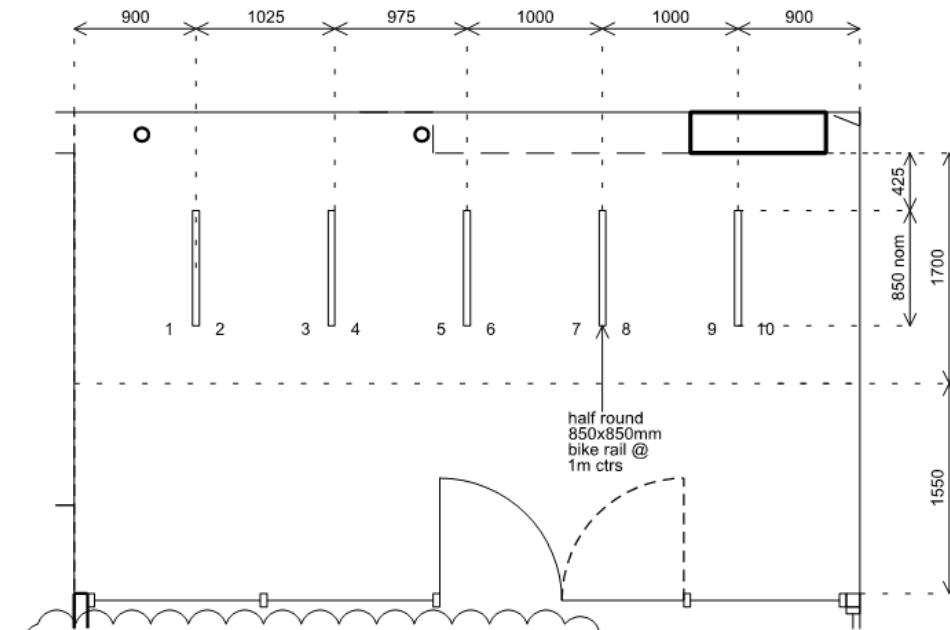 900 1025 975 1000 1000 900
425
850 nom
1700
1 2 3 4 5 6 7 8 9 10
half round
850x850mm
bike rail @
1m ctrs
1550